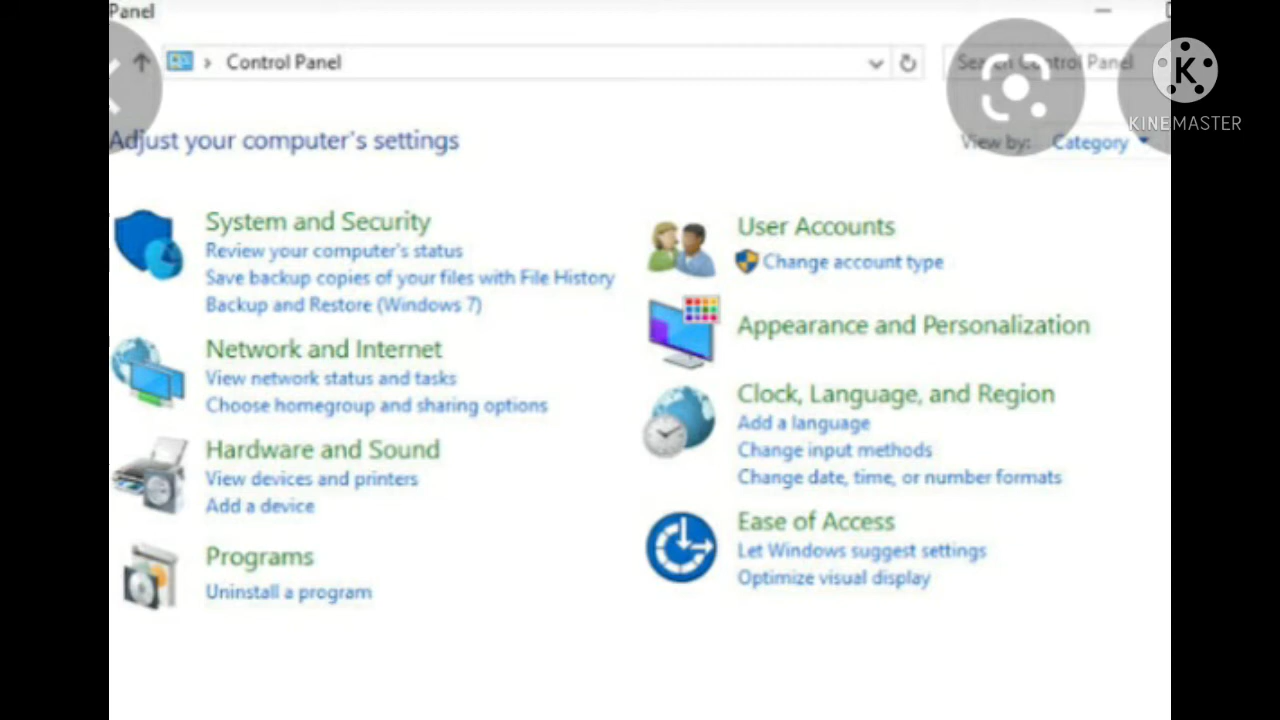 Panel
Control Panel
Search Control Panel
KINEMASTER
Adjust your computer's settings
View by: Category
System and Security
Review your computer's status
Save backup copies of your files with File History
Backup and Restore (Windows 7)
Network and Internet
View network status and tasks
Choose homegroup and sharing options
Hardware and Sound
View devices and printers
Add a device
Programs
Uninstall a program
User Accounts
Change account type
Appearance and Personalization
Clock, Language, and Region
Add a language
Change input methods
Change date, time, or number formats
Ease of Access
Let Windows suggest settings
Optimize visual display